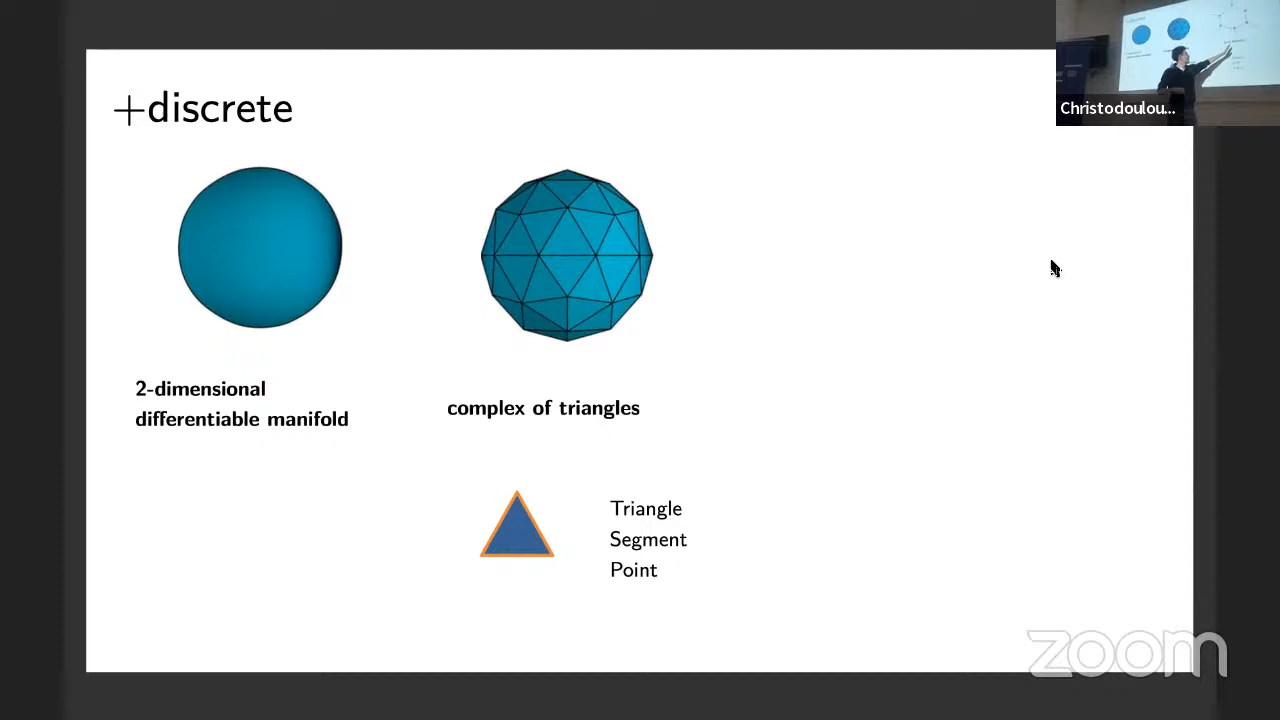 +discrete
Christodoulou...
2-dimensional
differentiable manifold
complex of triangles
Triangle
Segment
Point
zoom